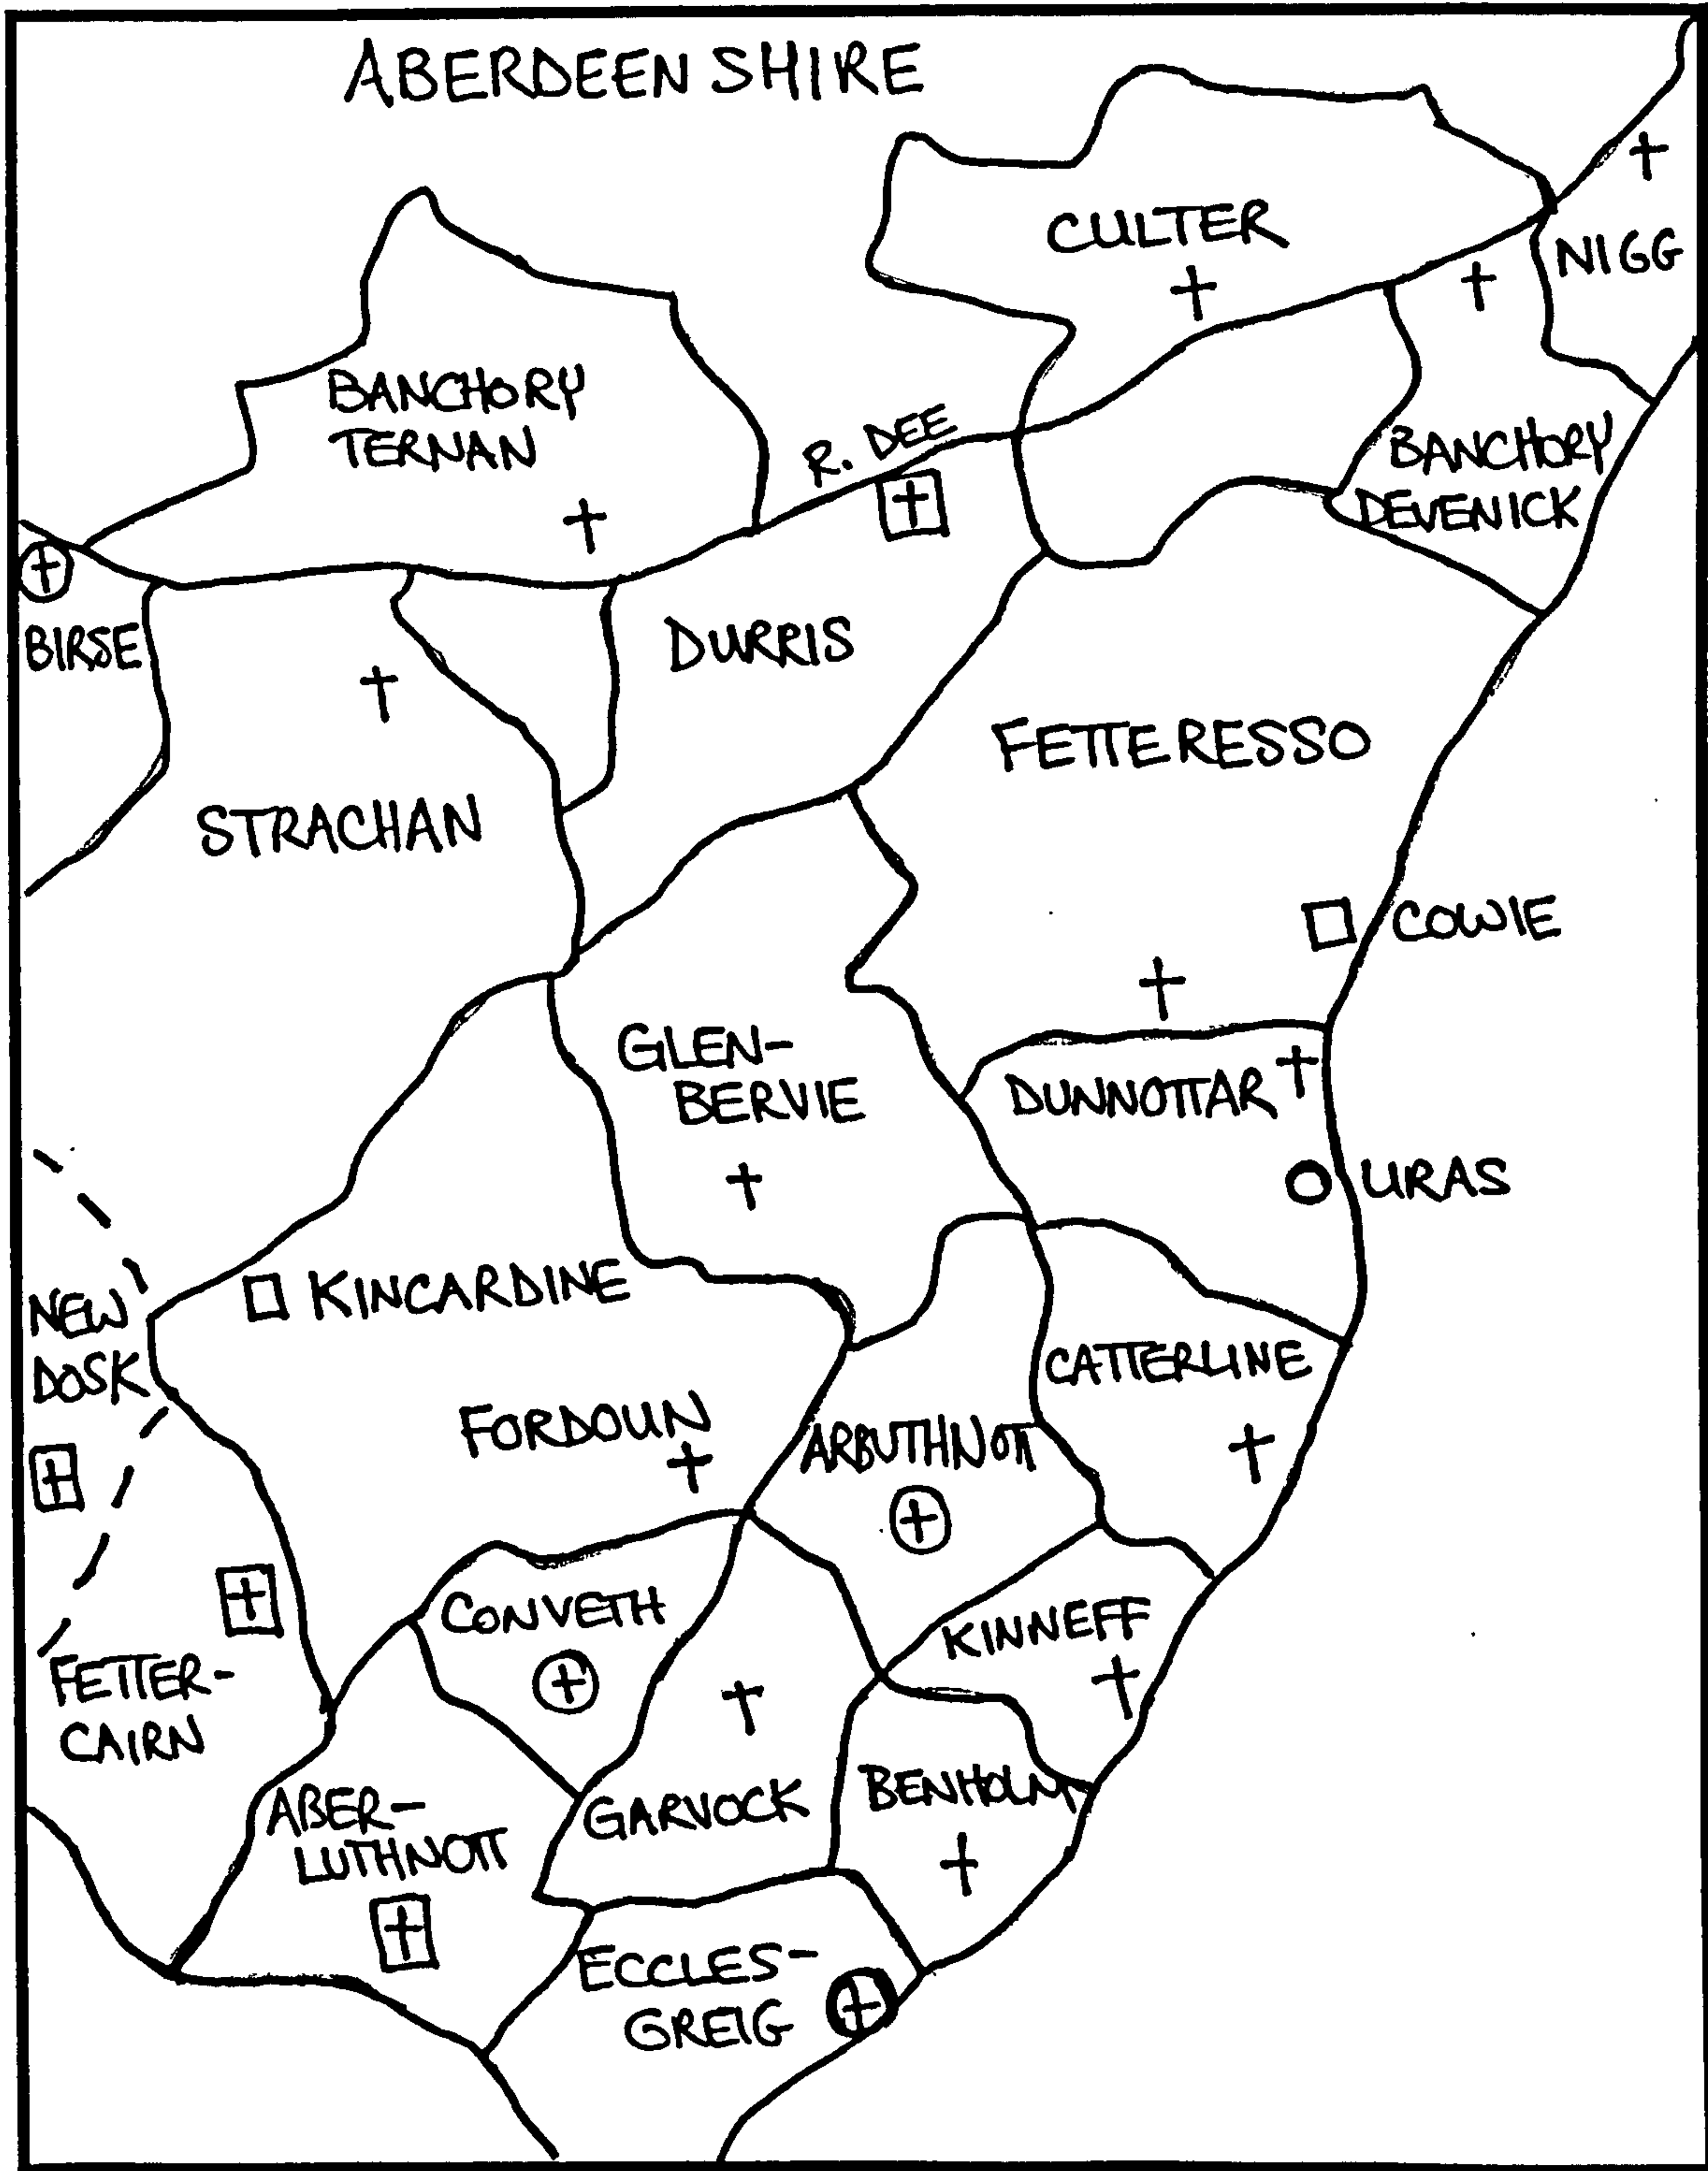 ABERDEEN SHIRE
CULTER
NIGG
BANCHORY
TERNAN
R. DEE
BANCHORY
DEVENICK
BIRSE
DURRIS
FETTERESSO
STRACHAN
COWIE
GLEN-
BERVIE
DUNNOTTAR
URAS
KINCARDINE
NEW
DOSK
CATTERLINE
FORDOUN
ARBUTHNOTT
CONVETH
KINNEFF
FETTER-
CAIRN
BENHOLM
ABER-
LUTHNOTT
GARVOCK
ECCLES-
GREIG